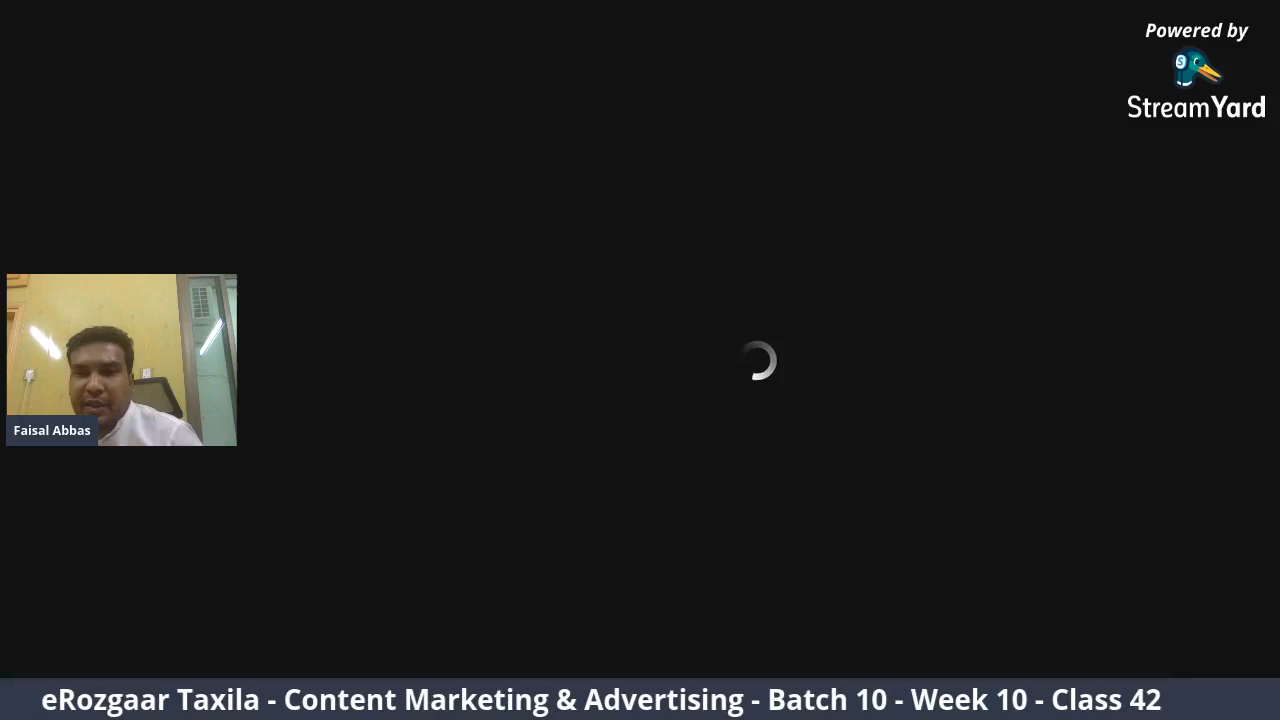 Powered by
S
StreamYard
Faisal Abbas
eRozgaar Taxila - Content Marketing & Advertising - Batch 10 - Week 10 - Class 42